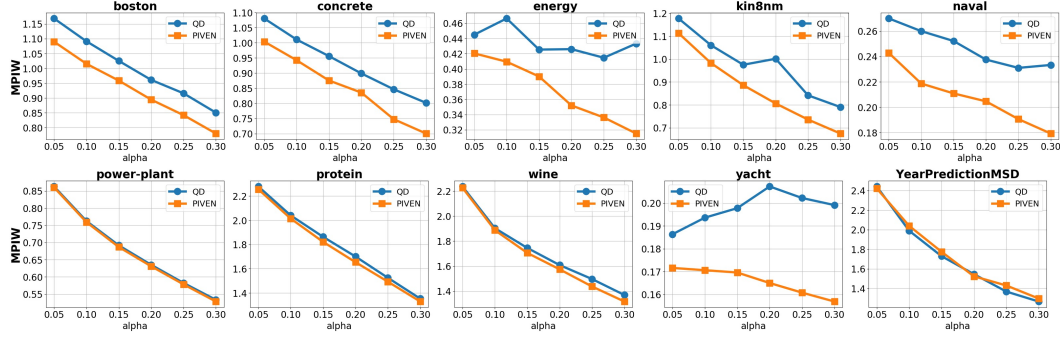 boston
MPIW
1.15
1.10
1.05
1.00
0.95
0.90
0.85
0.80
QD
PIVEN
0.05 0.10 0.15 0.20 0.25 0.30
alpha
concrete
1.10
1.05
1.00
0.95
0.90
0.85
0.80
0.75
0.70
QD
PIVEN
0.05 0.10 0.15 0.20 0.25 0.30
alpha
energy
0.46
0.44
0.42
0.40
0.38
0.36
0.34
0.32
QD
PIVEN
0.05 0.10 0.15 0.20 0.25 0.30
alpha
kin8nm
1.2
1.1
1.0
0.9
0.8
0.7
QD
PIVEN
0.05 0.10 0.15 0.20 0.25 0.30
alpha
naval
0.26
0.24
0.22
0.20
0.18
QD
PIVEN
0.05 0.10 0.15 0.20 0.25 0.30
alpha
power-plant
MPIW
0.85
0.80
0.75
0.70
0.65
0.60
0.55
QD
PIVEN
0.05 0.10 0.15 0.20 0.25 0.30
alpha
protein
2.2
2.0
1.8
1.6
1.4
QD
PIVEN
0.05 0.10 0.15 0.20 0.25 0.30
alpha
wine
2.2
2.0
1.8
1.6
1.4
QD
PIVEN
0.05 0.10 0.15 0.20 0.25 0.30
alpha
yacht
0.20
0.19
0.18
0.17
0.16
QD
PIVEN
0.05 0.10 0.15 0.20 0.25 0.30
alpha
YearPredictionMSD
2.4
2.2
2.0
1.8
1.6
1.4
QD
PIVEN
0.05 0.10 0.15 0.20 0.25 0.30
alpha